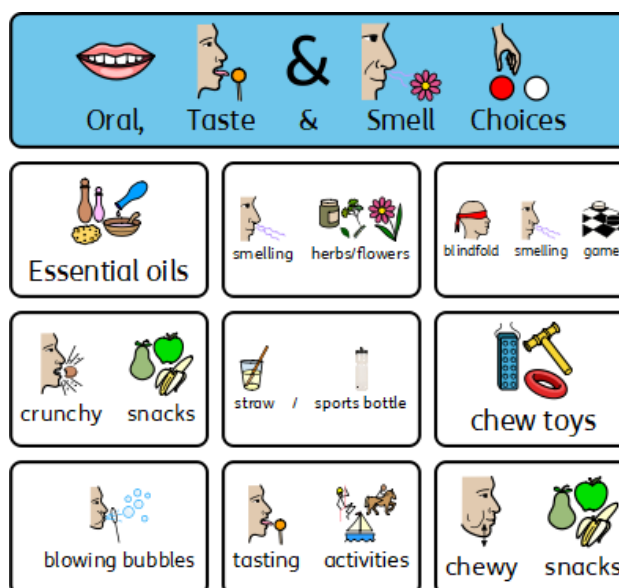 Oral, Taste & Smell Choices
Essential oils
smelling herbs/flowers
blindfold smelling game
crunchy snacks
straw / sports bottle
chew toys
blowing bubbles
tasting activities
chewy snacks